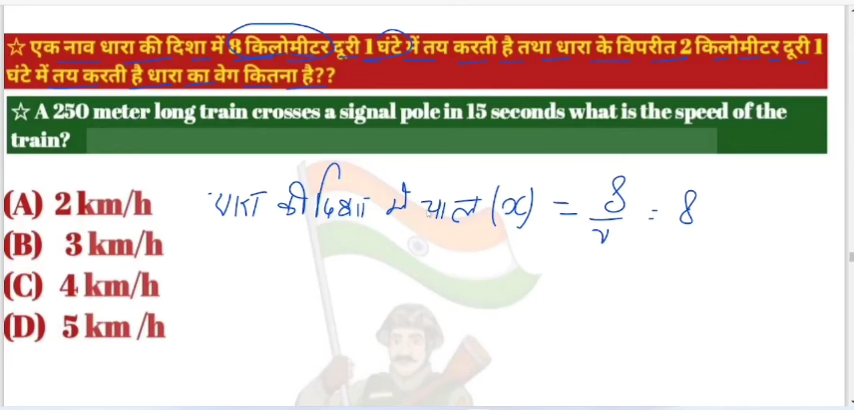 ☆ एक नाव धारा की दिशा में 8 किलोमीटर दूरी 1 घंटे में तय करती है तथा धारा के विपरीत 2 किलोमीटर दूरी 1
घंटे में तय करती है धारा का वेग कितना है??
☆ A 250 meter long train crosses a signal pole in 15 seconds what is the speed of the
train?
(A) 2 km/h
(B) 3 km/h
(C) 4 km/h
(D) 5 km /h
धारा की दिशा में चाल (x) = 8/1 = 8